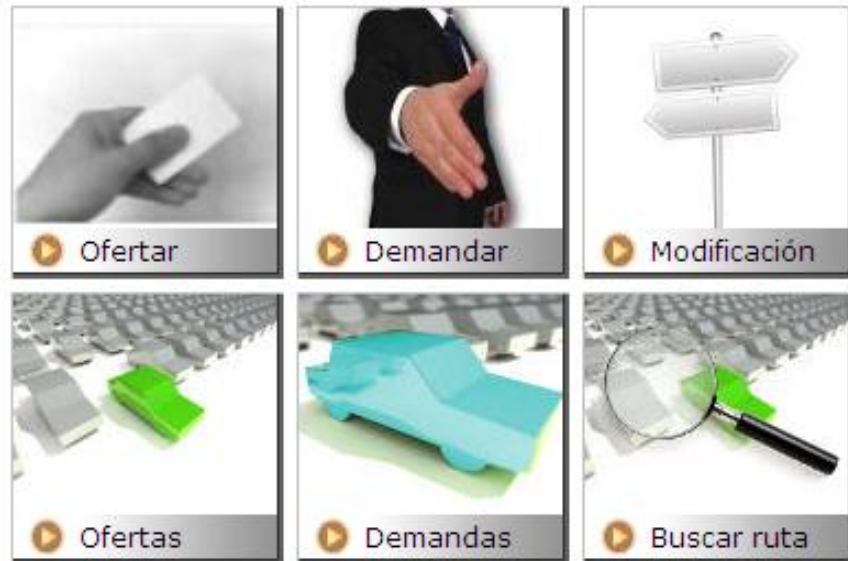 Ofertar
Demandar
Modificación
Ofertas
Demandas
Buscar ruta